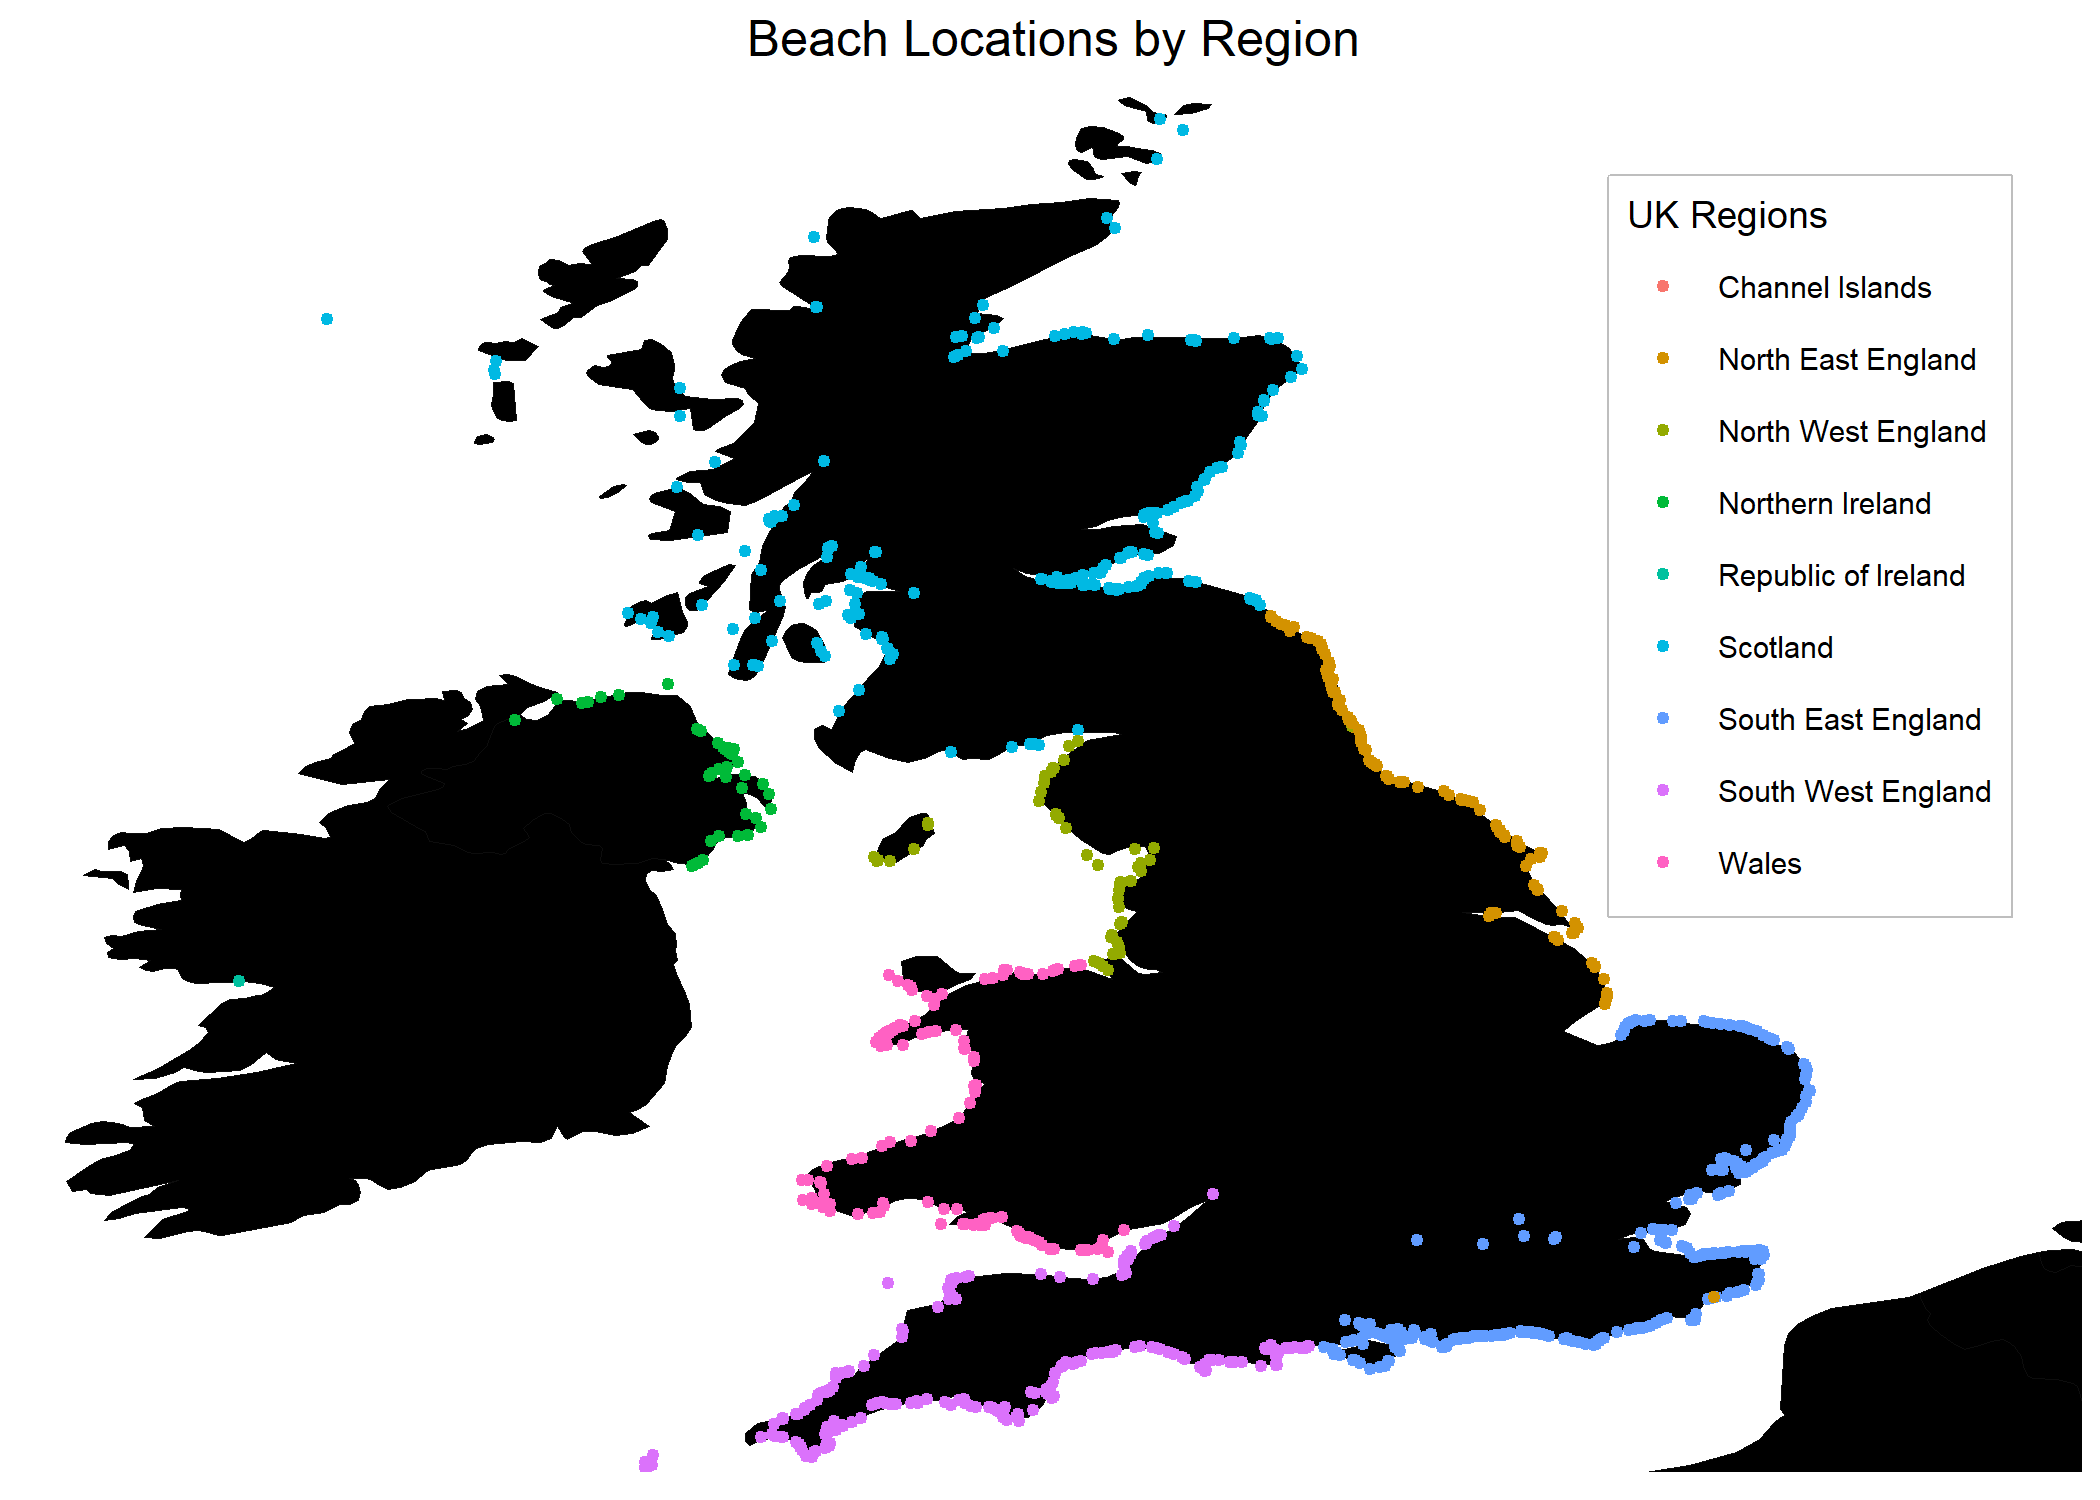 Beach Locations by Region
UK Regions
Channel Islands
North East England
North West England
Northern Ireland
Republic of Ireland
Scotland
South East England
South West England
Wales